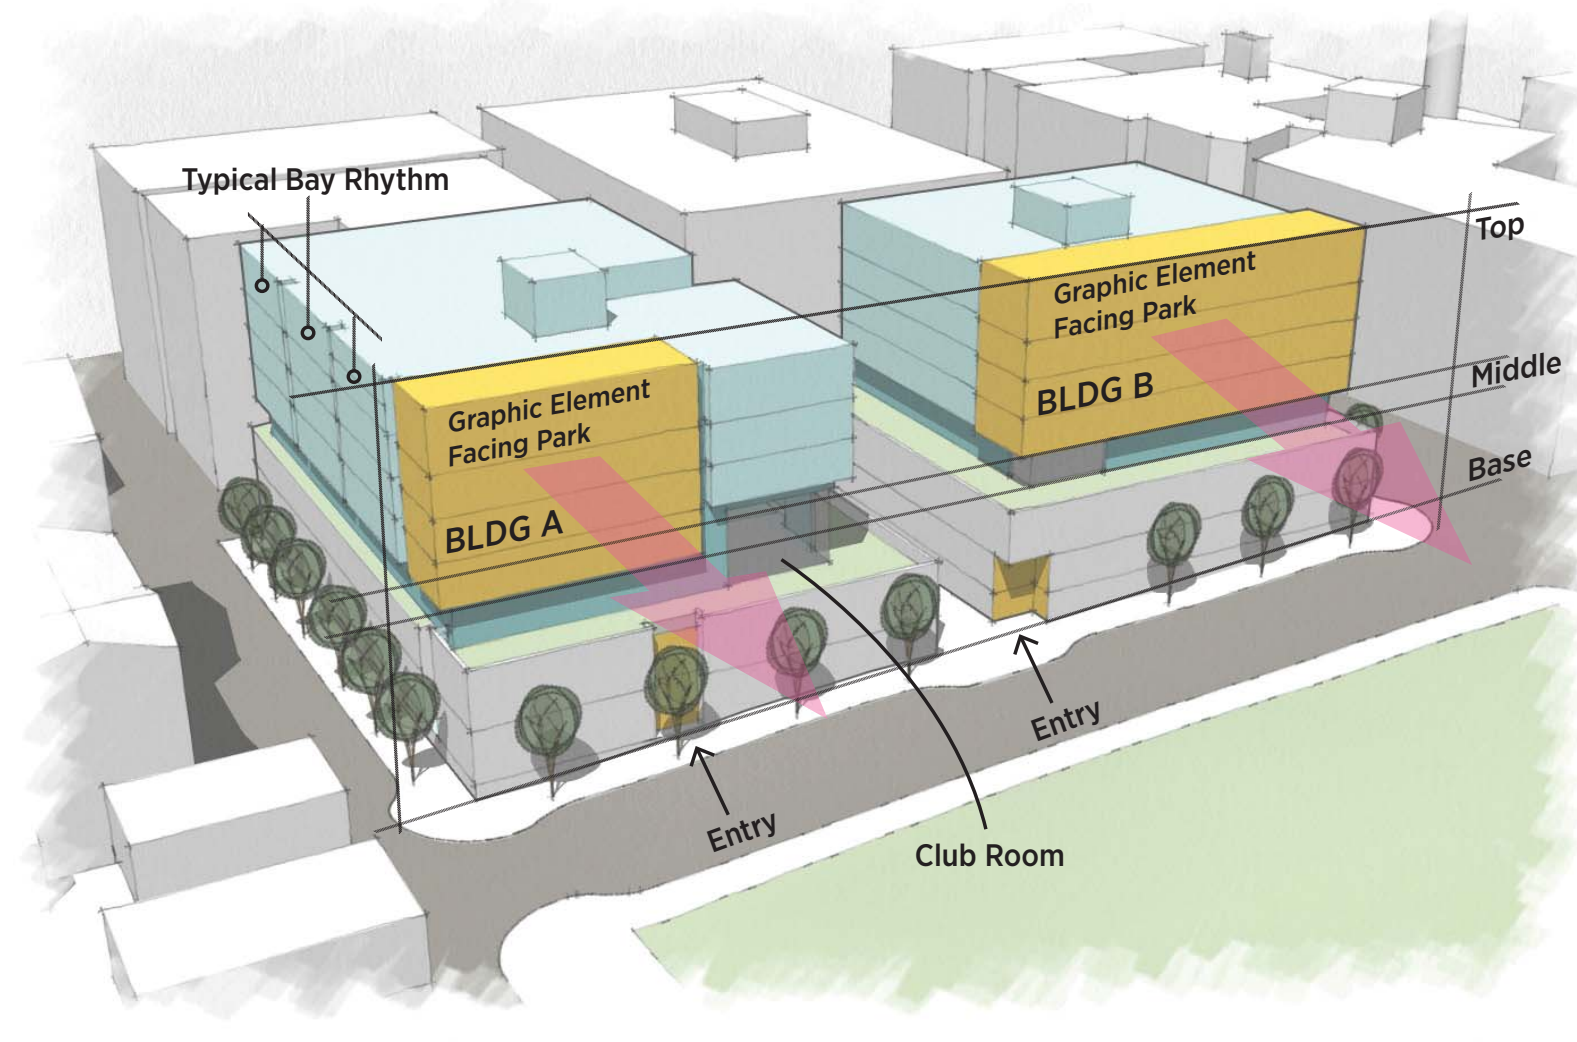 Typical Bay Rhythm
Top
Graphic Element
Facing Park
BLDG B
Middle
Graphic Element
Facing Park
BLDG A
Base
Entry
Entry
Club Room